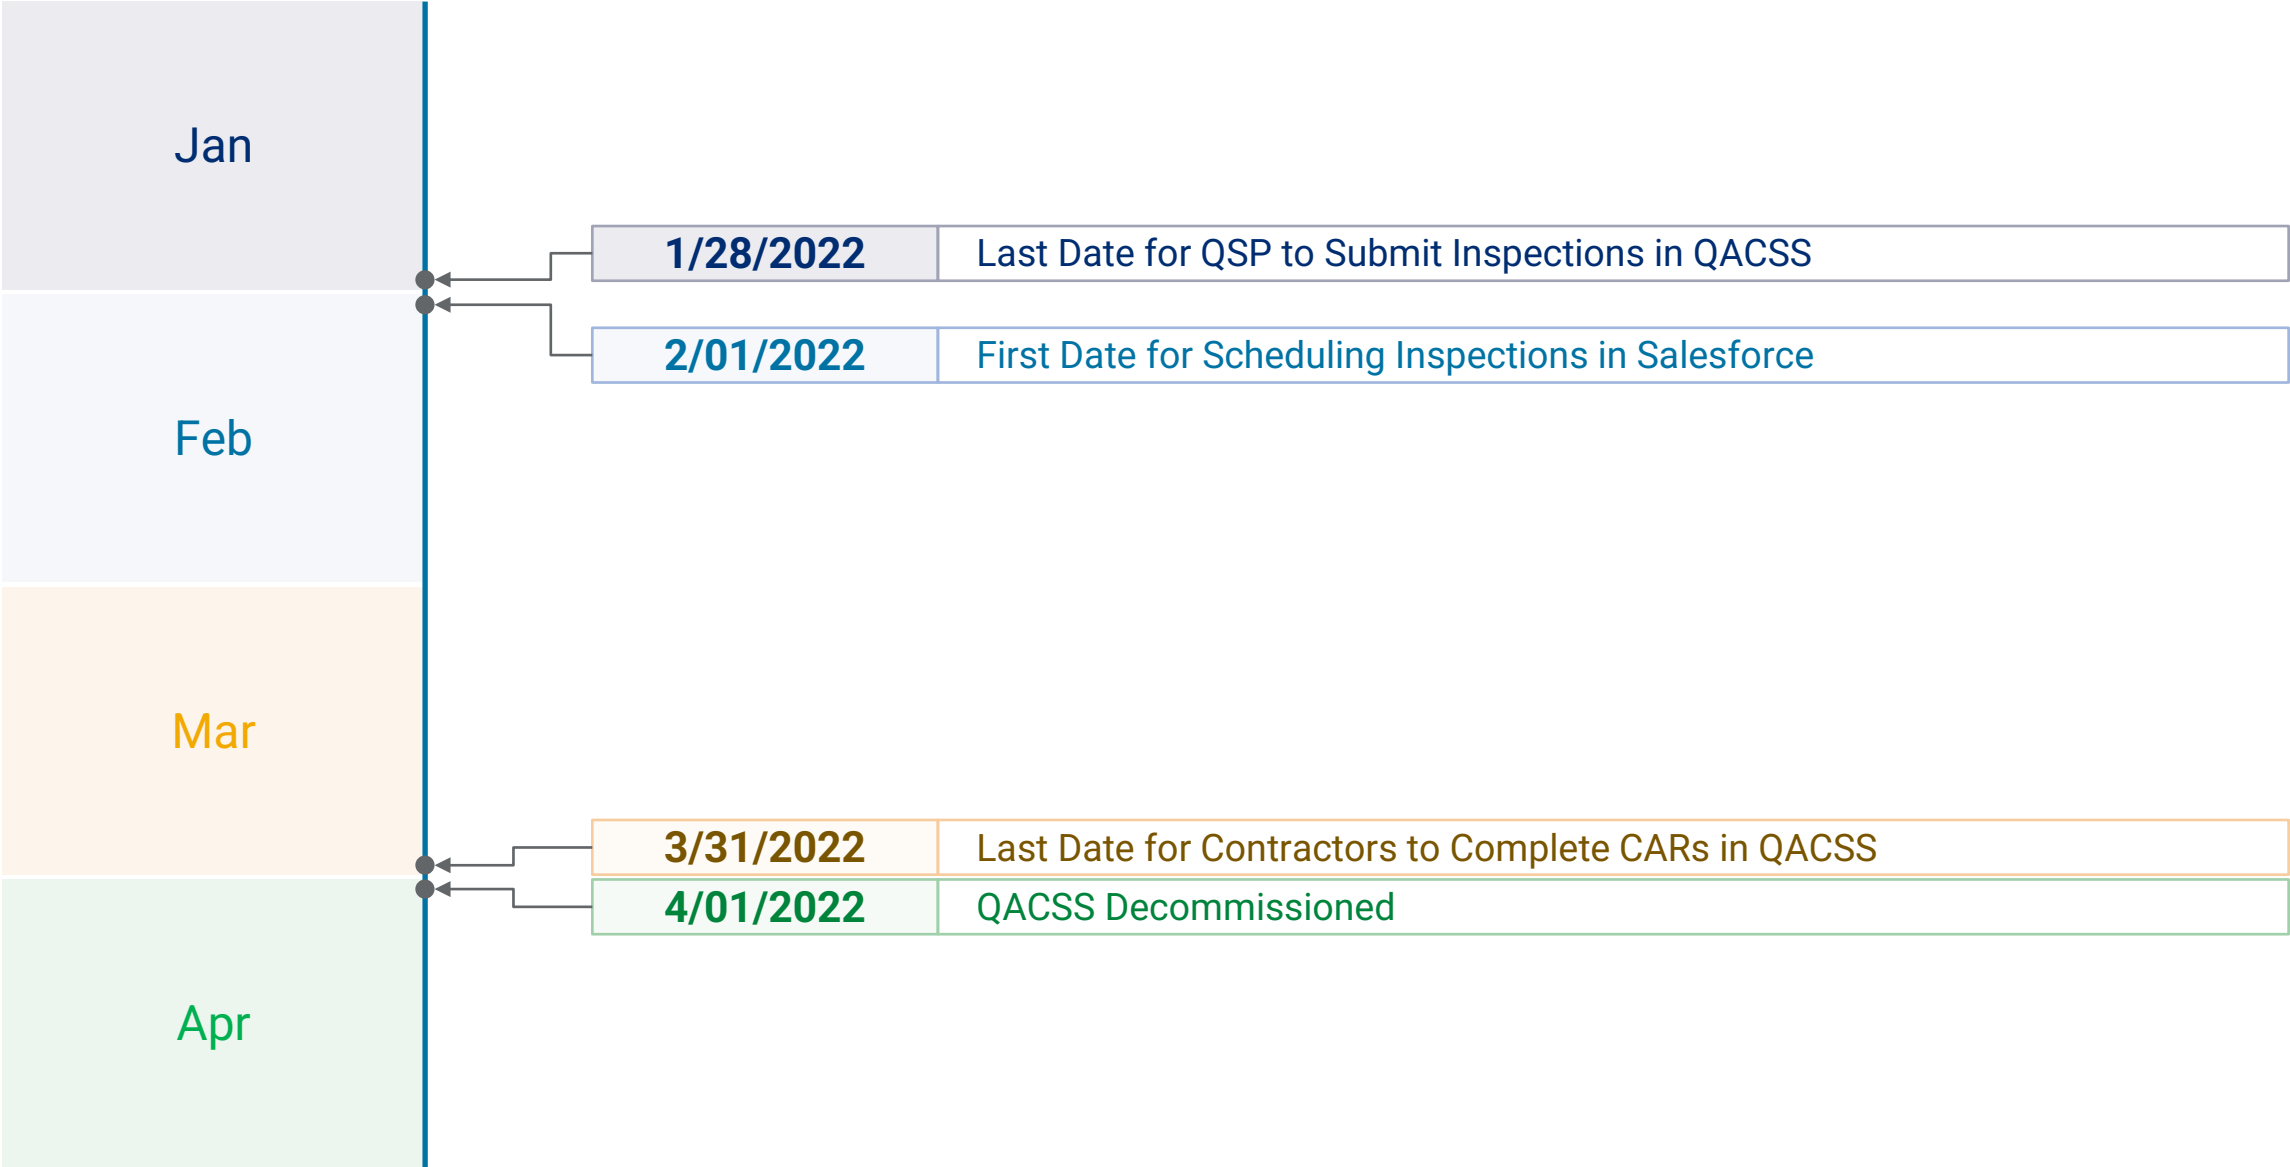 Jan
1/28/2022 Last Date for QSP to Submit Inspections in QACSS
2/01/2022 First Date for Scheduling Inspections in Salesforce
Feb
Mar
3/31/2022 Last Date for Contractors to Complete CARs in QACSS
4/01/2022 QACSS Decommissioned
Apr